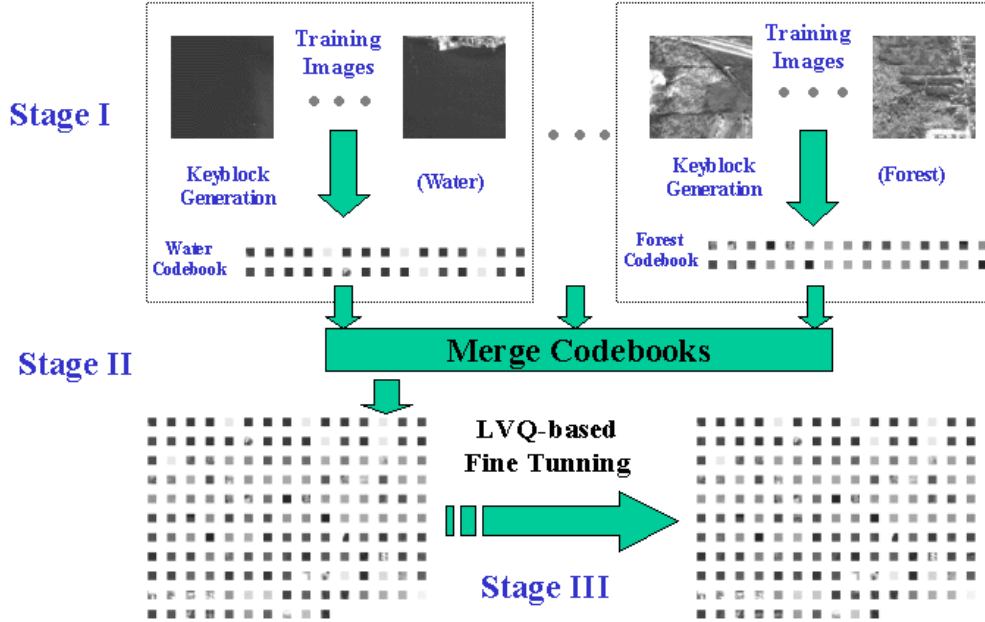 Stage I
Training
Images
Keyblock
Generation
(Water)
Water
Codebook
Training
Images
Keyblock
Generation
(Forest)
Forest
Codebook
Stage II
Merge Codebooks
LVQ-based
Fine Tunning
Stage III